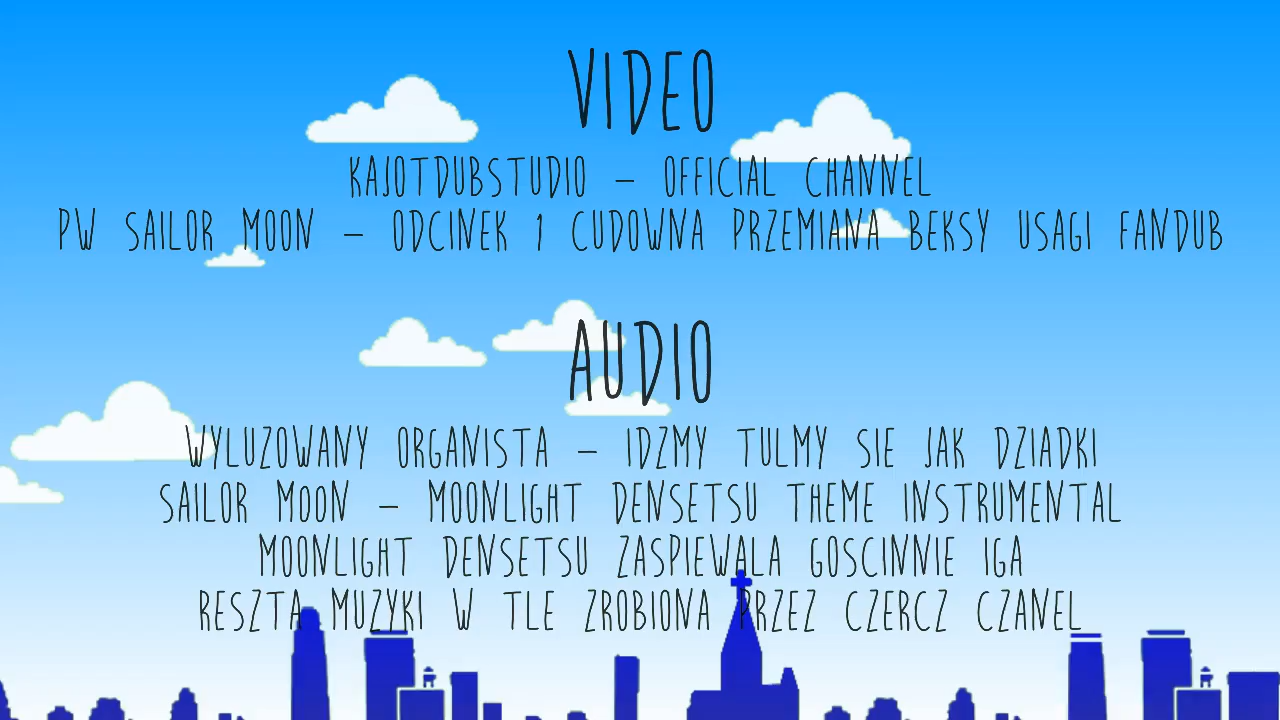 VIDEO
KAJOTDUBSTUDIO – OFFICIAL CHANNEL
PW SAILOR MOON – ODCINEK 1 CUDOWNA PRZEMIANA BEKSY USAGI FANDUB
AUDIO
WYLUZOWANY ORGANISTA – IDZMY TULMY SIE JAK DZIADKI
SAILOR MOON – MOONLIGHT DENSETSU THEME INSTRUMENTAL
MOONLIGHT DENSETSU ZASPIEWALA GOSCINNIE IGA
RESZTA MUZYKI W TLE ZROBIONA PRZEZ CZERCZ CZANEL